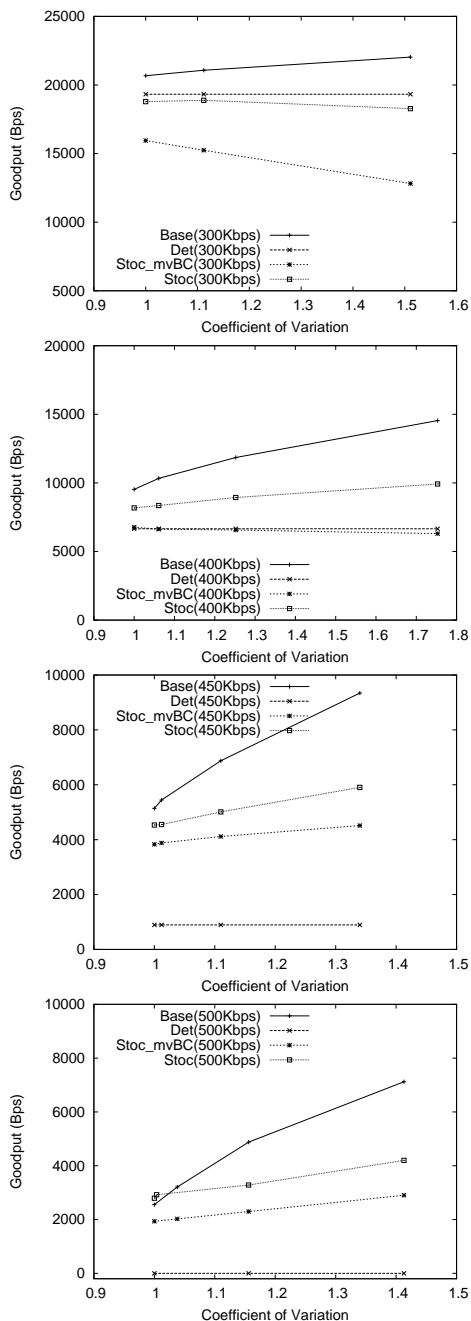 25000
20000
15000
10000
5000
Goodput (Bps)
Base(300Kbps)
Det(300Kbps)
Stoc_mvBC(300Kbps)
Stoc(300Kbps)
0.9 1 1.1 1.2 1.3 1.4 1.5 1.6
Coefficient of Variation
20000
15000
10000
5000
0
Goodput (Bps)
Base(400Kbps)
Det(400Kbps)
Stoc_mvBC(400Kbps)
Stoc(400Kbps)
0.9 1 1.1 1.2 1.3 1.4 1.5 1.6 1.7 1.8
Coefficient of Variation
10000
8000
6000
4000
2000
0
Goodput (Bps)
Base(450Kbps)
Det(450Kbps)
Stoc_mvBC(450Kbps)
Stoc(450Kbps)
0.9 1 1.1 1.2 1.3 1.4 1.5
Coefficient of Variation
10000
8000
6000
4000
2000
0
Goodput (Bps)
Base(500Kbps)
Det(500Kbps)
Stoc_mvBC(500Kbps)
Stoc(500Kbps)
0.9 1 1.1 1.2 1.3 1.4 1.5
Coefficient of Variation